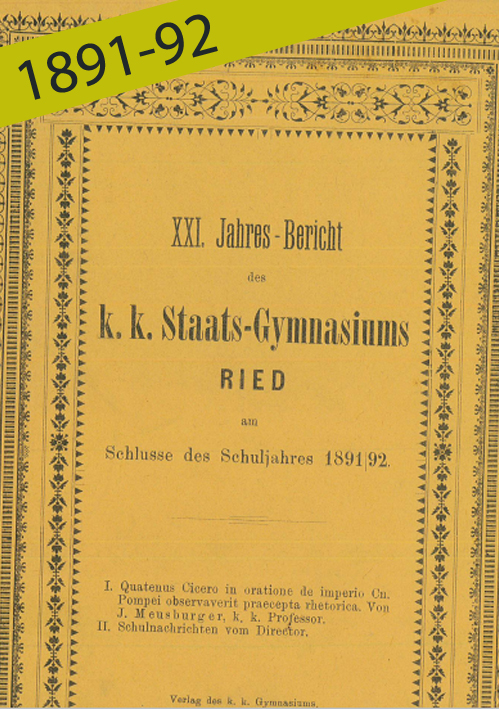 1891-92
XXI. Jahres-Bericht
des
k. k. Staats-Gymnasiums
RIED
am
Schlusse des Schuljahres 1891|92.
I. Quatenus Cicero in oratione de imperio Cn.
Pompei observaverit praecepta rhetorica. Von
J. Meusburger, k. k. Professor.
II. Schulnachrichten vom Director.
Verlag des k. k. Gymnasiums.